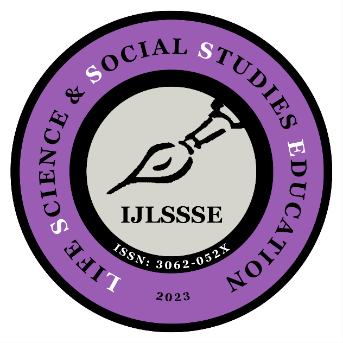 LIFE SCIENCE & SOCIAL STUDIES EDUCATION
IJLSSSE
ISSN: 3062-052X
2023